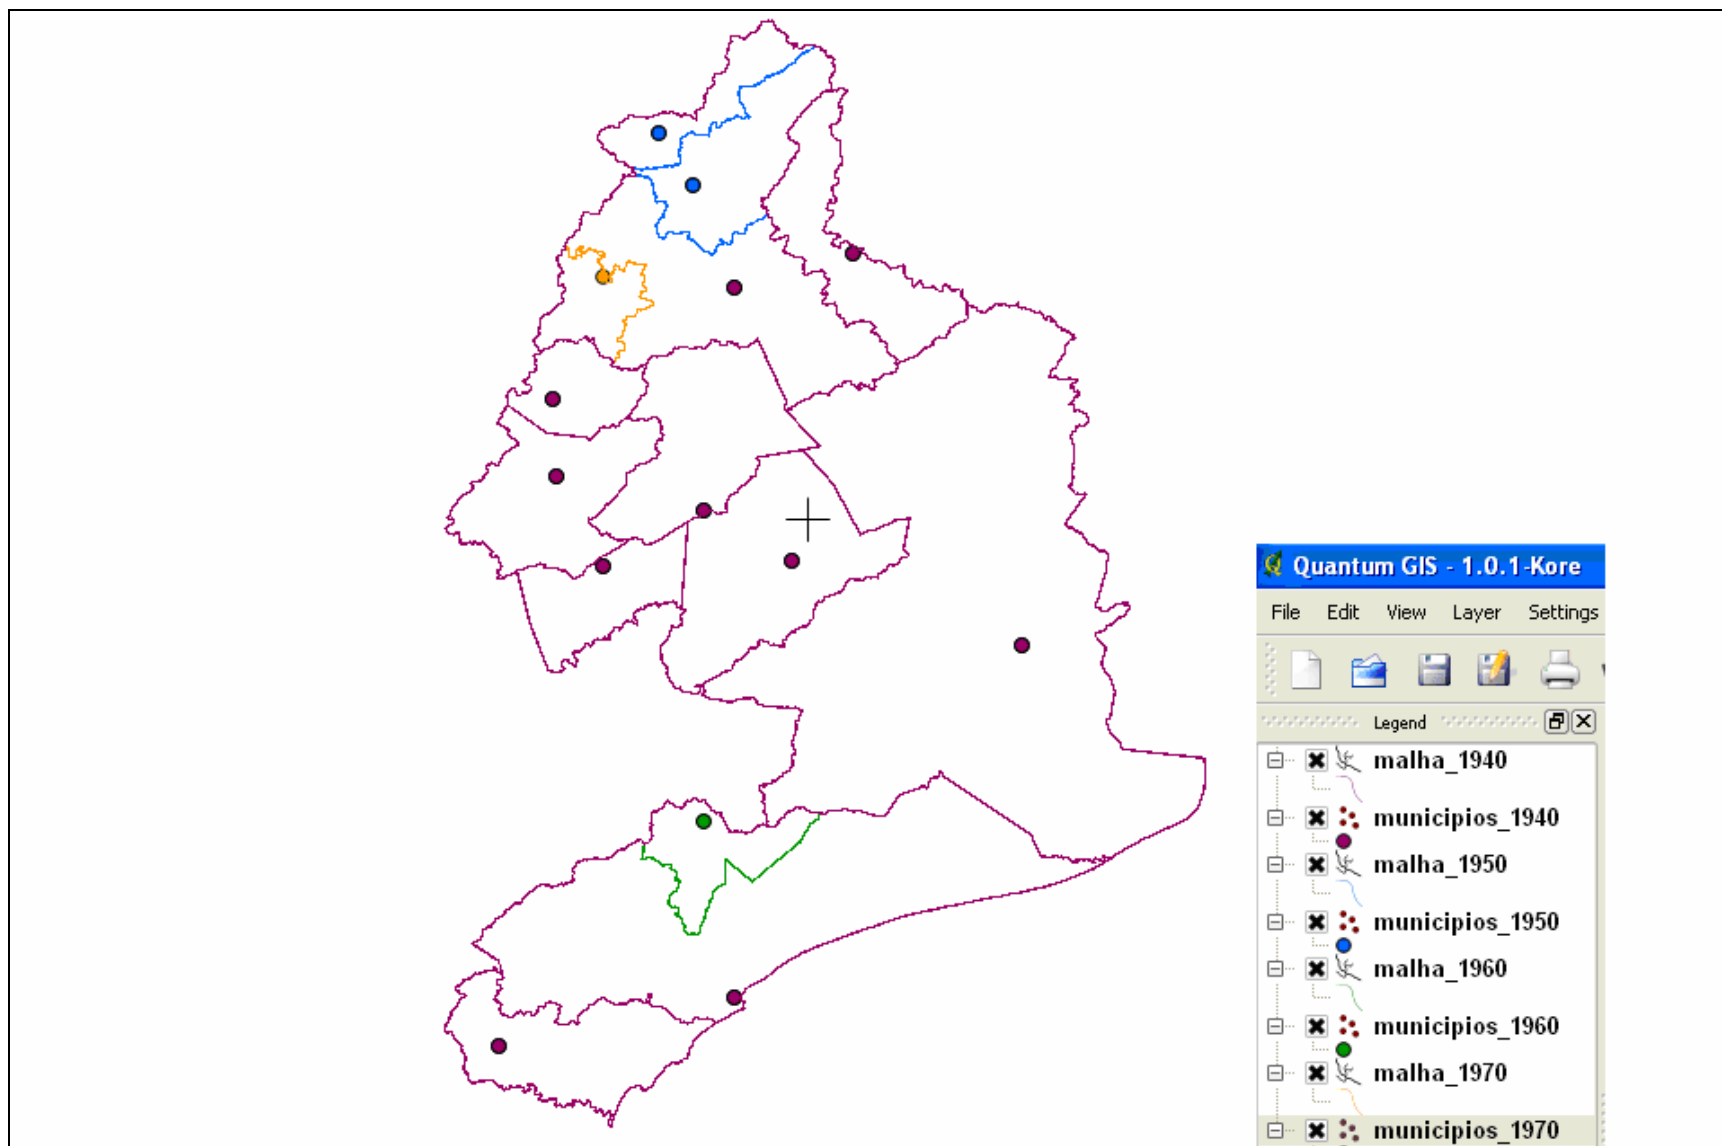 Quantum GIS - 1.0.1-Kore
File Edit View Layer Settings
Legend
malha_1940
municipios_1940
malha_1950
municipios_1950
malha_1960
municipios_1960
malha_1970
municipios_1970